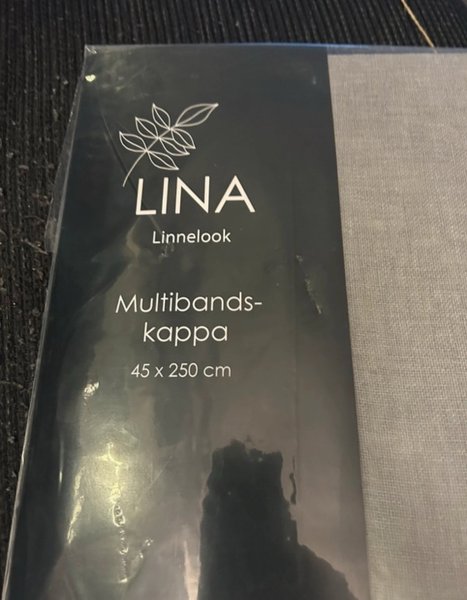 LINA
Linnelook
Multibands-
kappa
45 x 250 cm